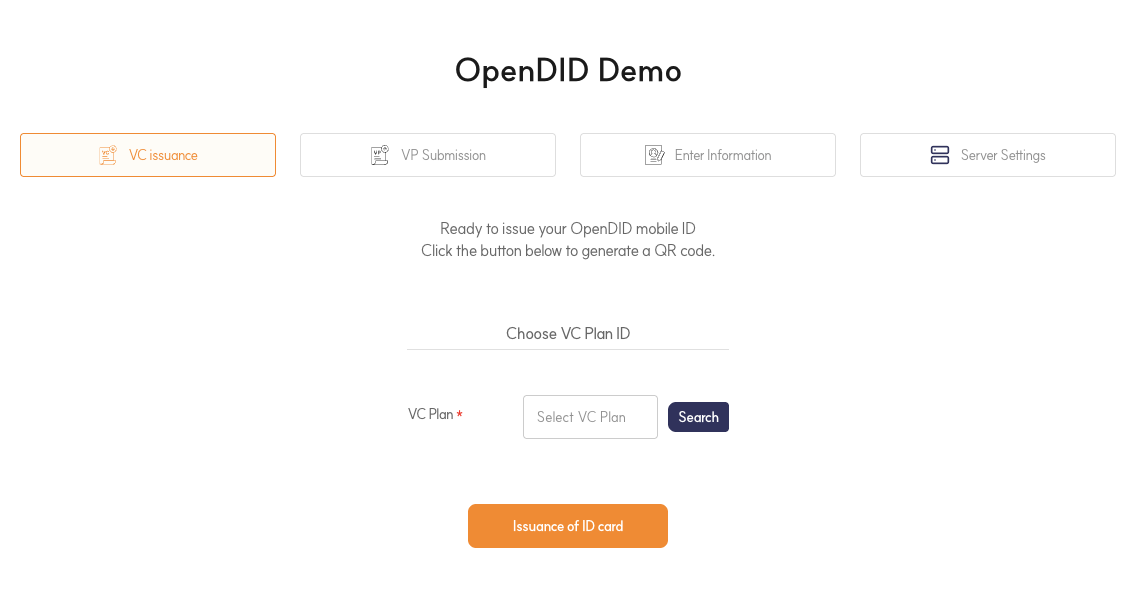 OpenDID Demo
VC issuance
VP Submission
Enter Information
Server Settings
Ready to issue your OpenDID mobile ID
Click the button below to generate a QR code.
Choose VC Plan ID
VC Plan *
Select VC Plan
Search
Issuance of ID card